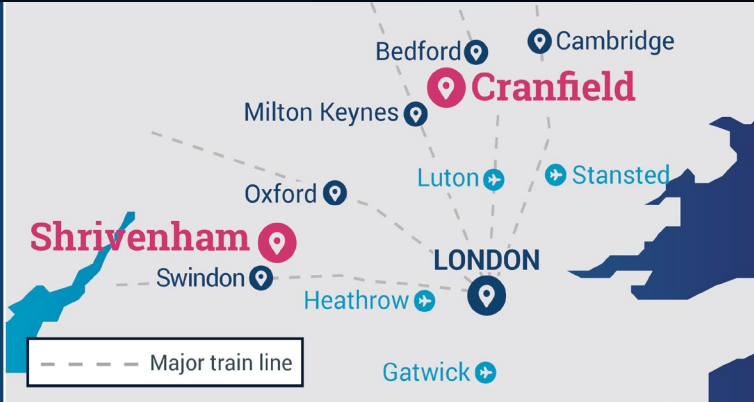 Bedford
Cambridge
Cranfield
Milton Keynes
Luton
Stansted
Oxford
Shrivenham
LONDON
Swindon
Heathrow
Major train line
Gatwick